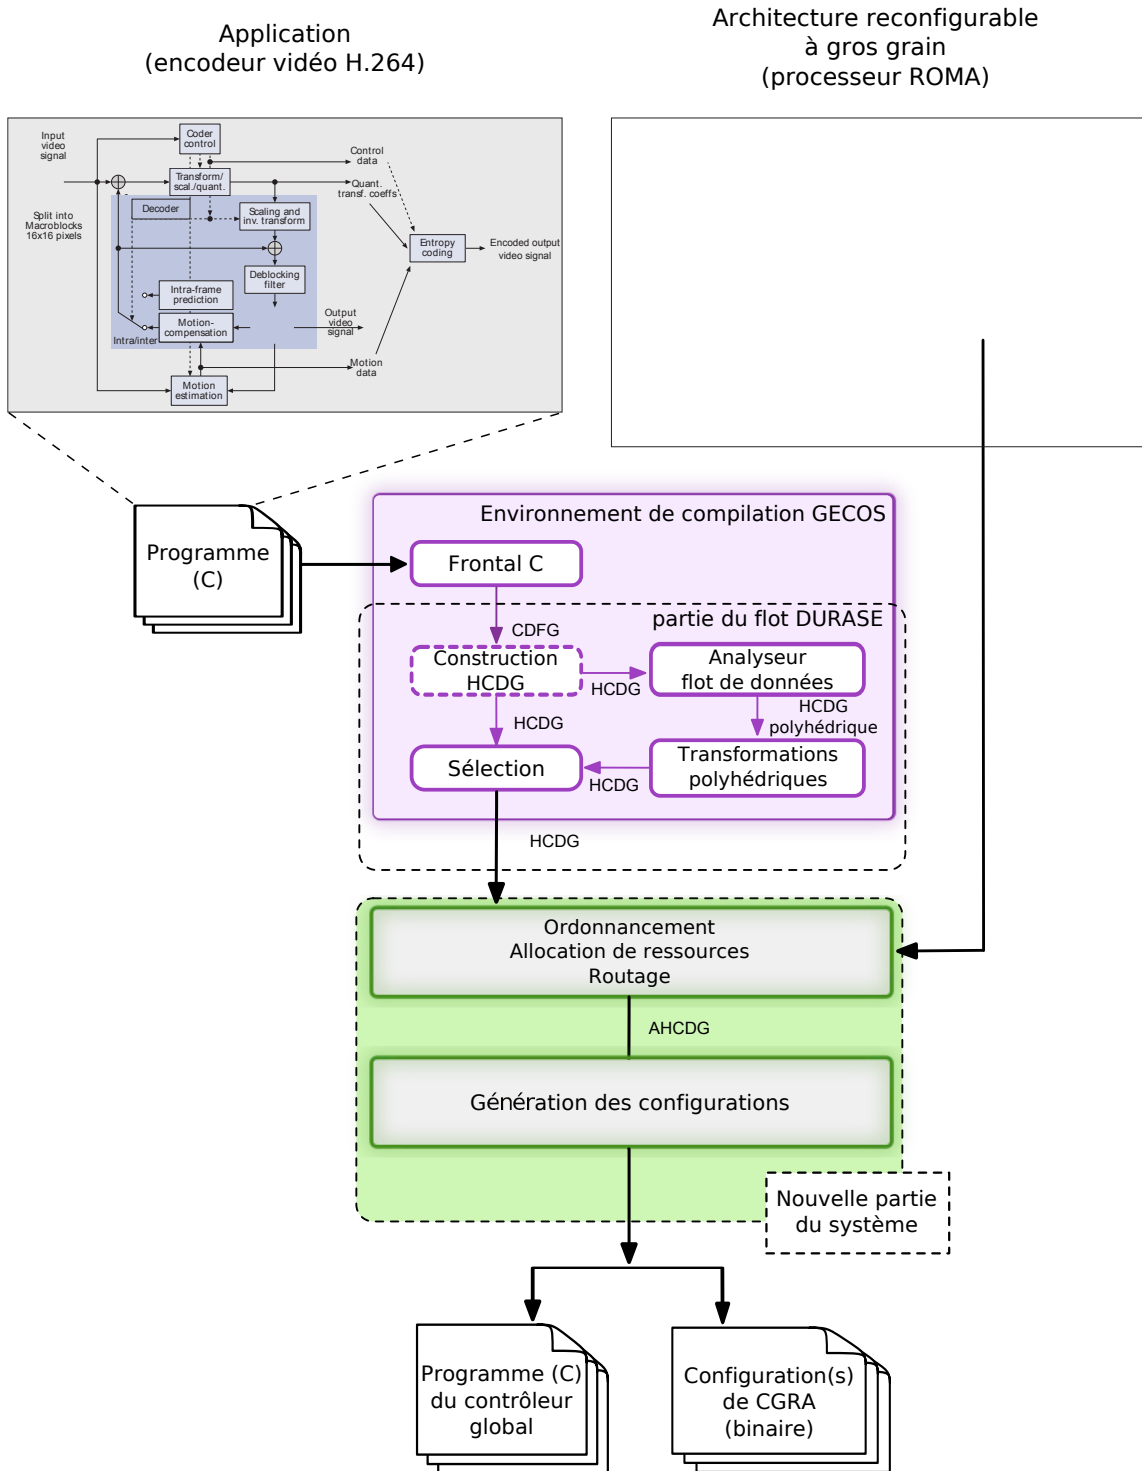 Application
(encodeur vidéo H.264)
Architecture reconfigurable
à gros grain
(processeur ROMA)
Input
video
signal
Coder
control
Control
data
Transform/
scal./quant.
Quant.
transf. coeffs
Split into
Macroblocks
16x16 pixels
Decoder
Scaling and
inv. transform
Entropy
coding
Encoded output
video signal
Deblocking
filter
Intra-frame
prediction
Output
video
signal
Motion-
compensation
Intra/inter
Motion
data
Motion
estimation
Programme
(C)
Environnement de compilation GECOS
Frontal C
partie du flot DURASE
CDFG
Construction
HCDG
HCDG
Analyseur
flot de données
HCDG
HCDG
polyhédrique
Sélection
HCDG
Transformations
polyhédriques
HCDG
Ordonnancement
Allocation de ressources
Routage
AHCDG
Génération des configurations
Nouvelle partie
du système
Programme (C)
du contrôleur
global
Configuration(s)
de CGRA
(binaire)